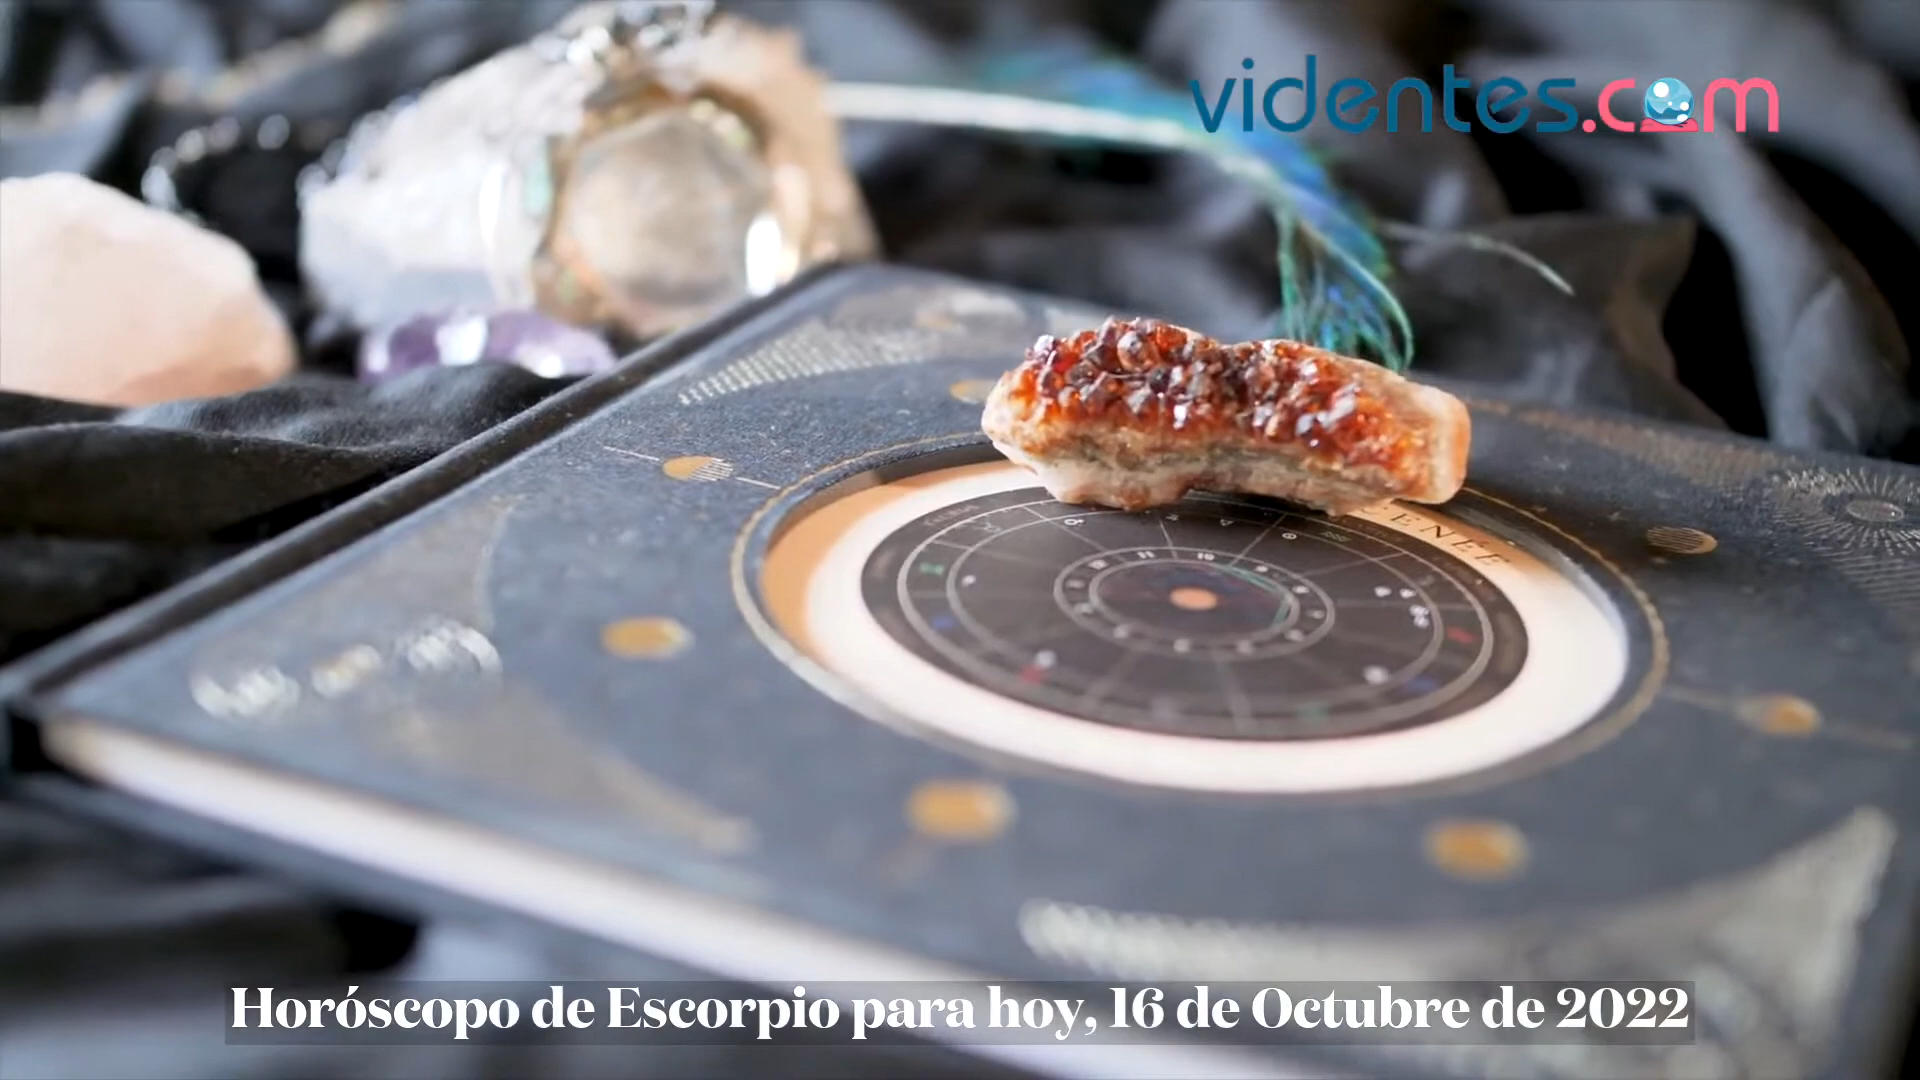 videntes.com
Horóscopo de Escorpio para hoy, 16 de Octubre de 2022